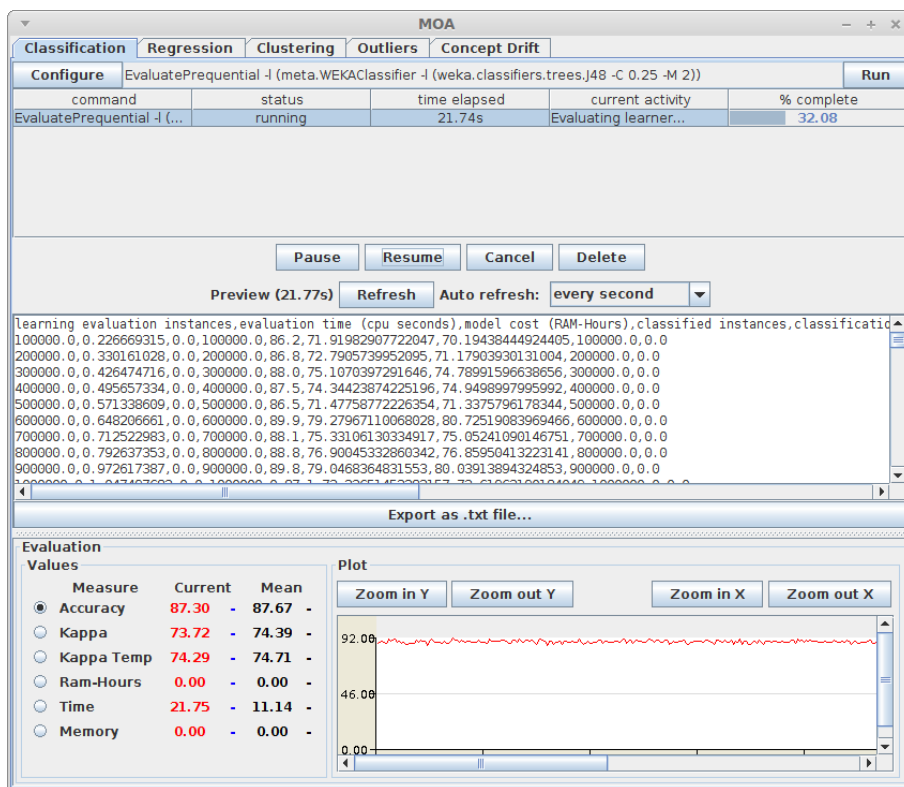 MOA
Classification Regression Clustering Outliers Concept Drift
Configure EvaluatePrequential -l (meta.WEKAClassifier -l (weka.classifiers.trees.J48 -C 0.25 -M 2)) Run
command status time elapsed current activity % complete
EvaluatePrequential -l (... running 21.74s Evaluating learner... 32.08
Pause Resume Cancel Delete
Preview (21.77s) Refresh Auto refresh: every second
learning evaluation instances,evaluation time (cpu seconds),model cost (RAM-Hours),classified instances,classificatio
100000.0,0.226669315,0.0,100000.0,86.2,71.91982907722047,70.19438444924405,100000.0,0.0
200000.0,0.330161028,0.0,200000.0,86.8,72.7905739952095,71.17903930131004,200000.0,0.0
300000.0,0.426474716,0.0,300000.0,88.0,75.1070397291646,74.78991596638656,300000.0,0.0
400000.0,0.495657334,0.0,400000.0,87.5,74.34423874225196,74.9498997995992,400000.0,0.0
500000.0,0.571338609,0.0,500000.0,86.5,71.47758772226354,71.3375796178344,500000.0,0.0
600000.0,0.648206661,0.0,600000.0,89.9,79.27967110068028,80.72519083969466,600000.0,0.0
700000.0,0.712522983,0.0,700000.0,88.1,75.33106130334917,75.05241090146751,700000.0,0.0
800000.0,0.792637353,0.0,800000.0,88.8,76.90045332860342,76.85950413223141,800000.0,0.0
900000.0,0.972617387,0.0,900000.0,89.8,79.0468364831553,80.03913894324853,900000.0,0.0
Export as .txt file...
Evaluation
Values Plot
Measure Current Mean Zoom in Y Zoom out Y Zoom in X Zoom out X
Accuracy 87.30 - 87.67 -
Kappa 73.72 - 74.39 -
Kappa Temp 74.29 - 74.71 -
Ram-Hours 0.00 - 0.00 -
Time 21.75 - 11.14 -
Memory 0.00 - 0.00 -
92.00
46.00
0.00